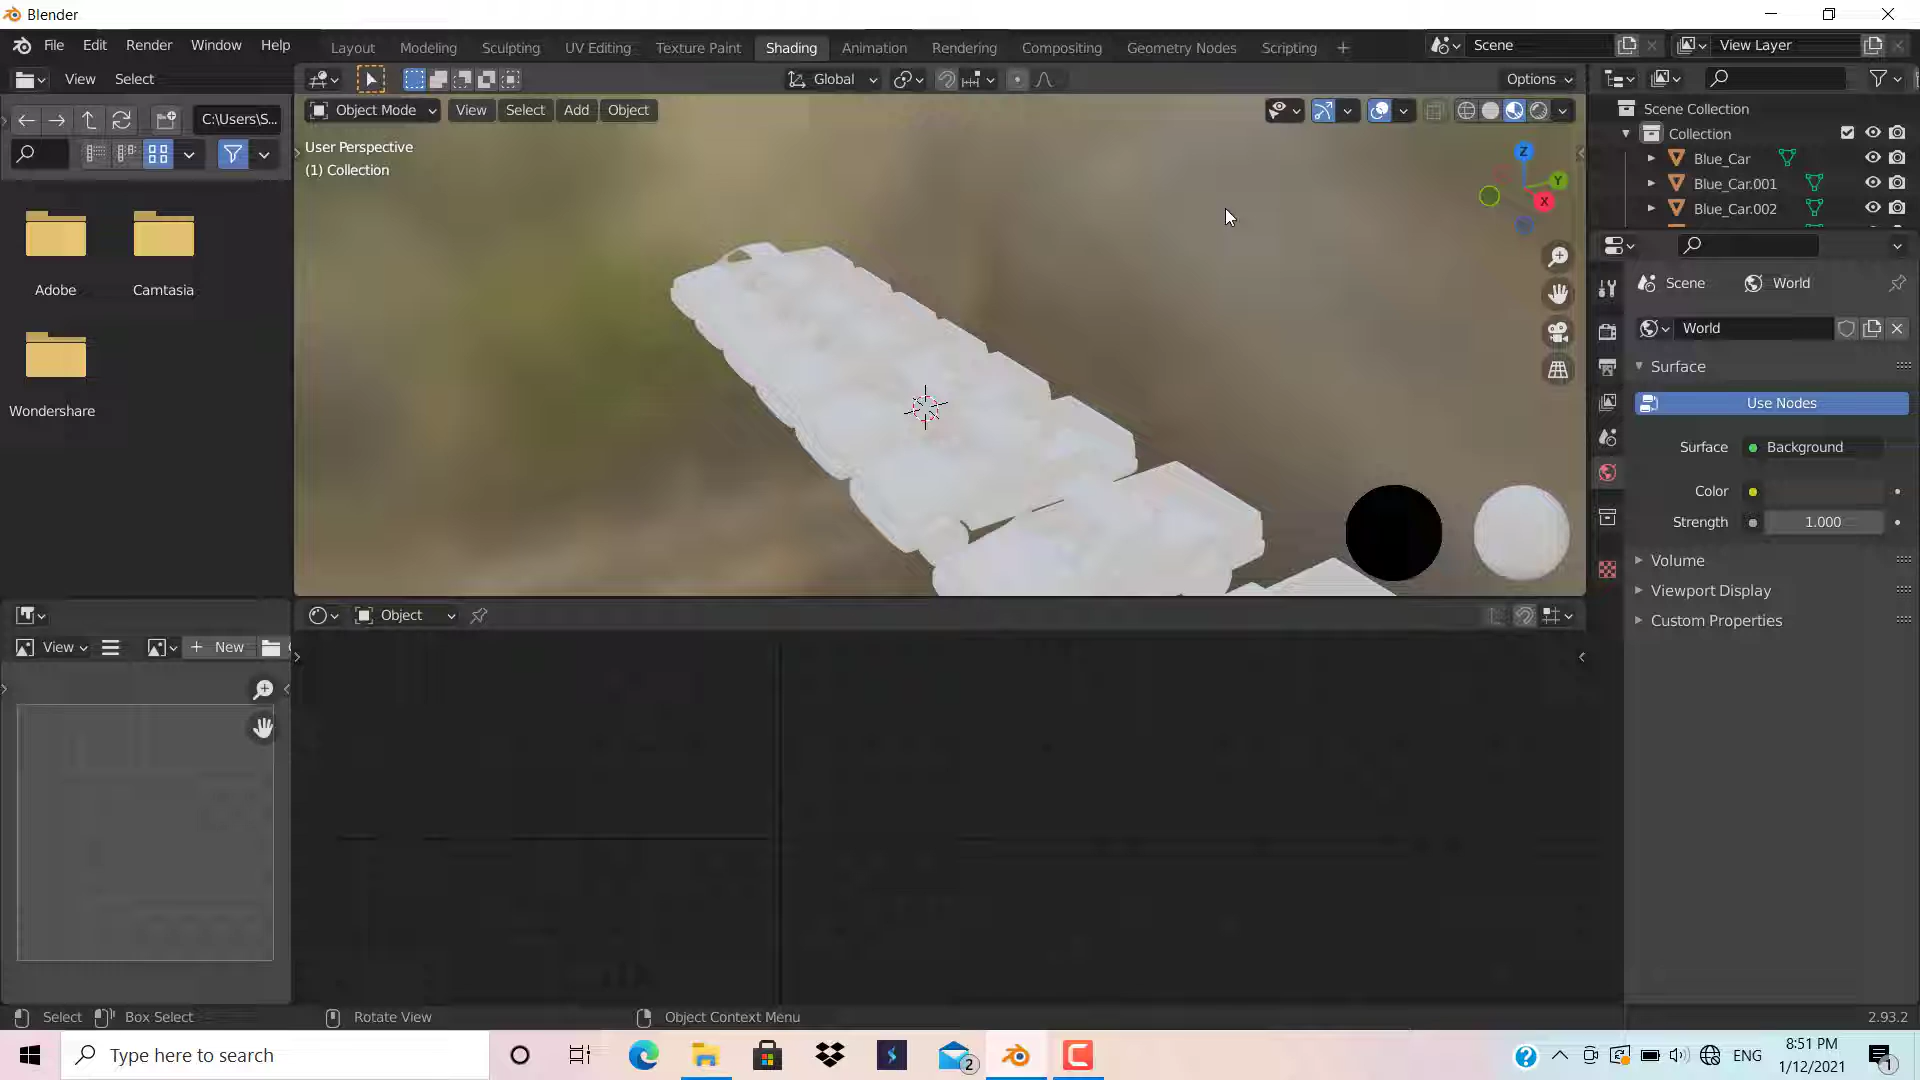 Blender
File Edit Render Window Help
Layout Modeling Sculpting UV Editing Texture Paint Shading Animation Rendering Compositing Geometry Nodes Scripting
Scene
View Layer
View Select
Global
Options
C:\Users\S...
Object Mode View Select Add Object
User Perspective
(1) Collection
Z
Y
X
Adobe
Camtasia
Wondershare
Scene Collection
Collection
Blue_Car
Blue_Car.001
Blue_Car.002
Scene World
World
Surface
Use Nodes
Surface Background
Color
Strength 1.000
Volume
Viewport Display
Custom Properties
Object
View
New
Select Box Select Rotate View Object Context Menu
2.93.2
Type here to search
2
ENG
8:51 PM
1/12/2021
1